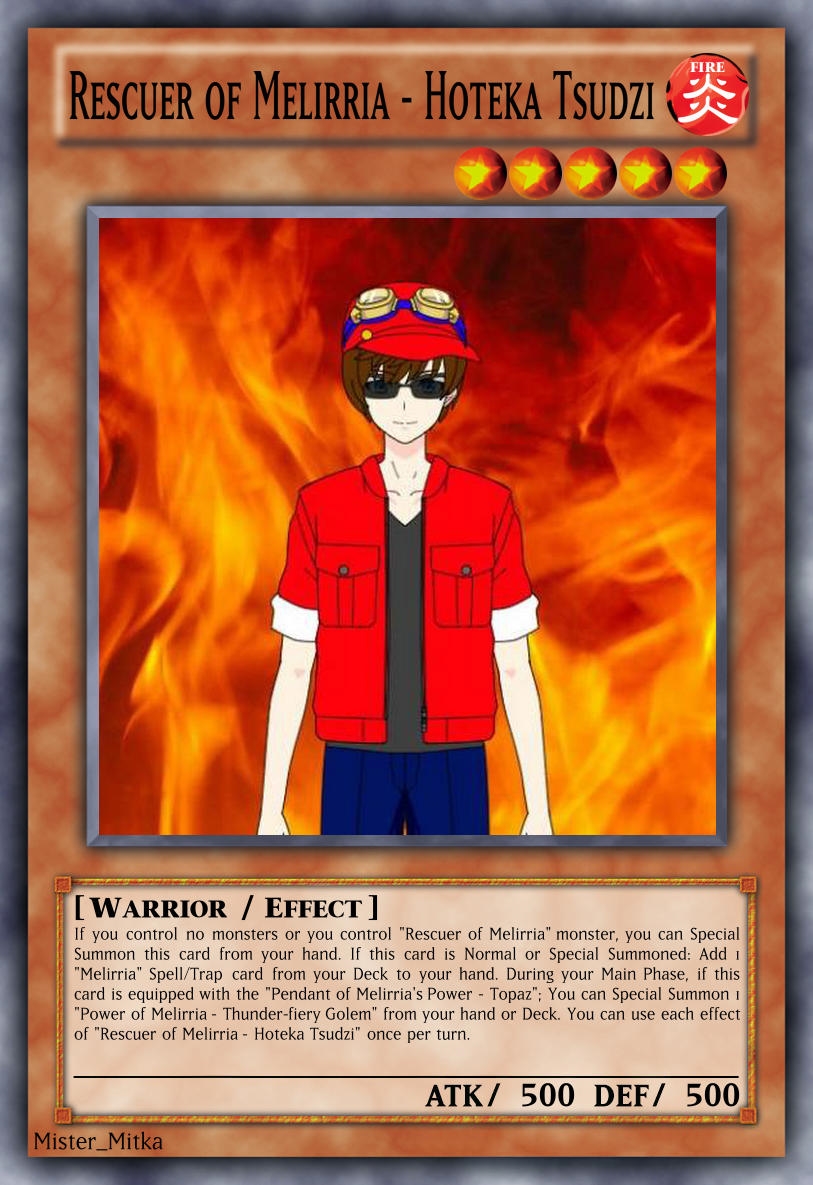 Rescuer of Melirria - Hoteka Tsudzi
FIRE
炎
[ Warrior / Effect ]
If you control no monsters or you control "Rescuer of Melirria" monster, you can Special
Summon this card from your hand. If this card is Normal or Special Summoned: Add 1
"Melirria" Spell/Trap card from your Deck to your hand. During your Main Phase, if this
card is equipped with the "Pendant of Melirria's Power - Topaz"; You can Special Summon 1
"Power of Melirria - Thunder-fiery Golem" from your hand or Deck. You can use each effect
of "Rescuer of Melirria - Hoteka Tsudzi" once per turn.
ATK/ 500 DEF/ 500
Mister_Mitka